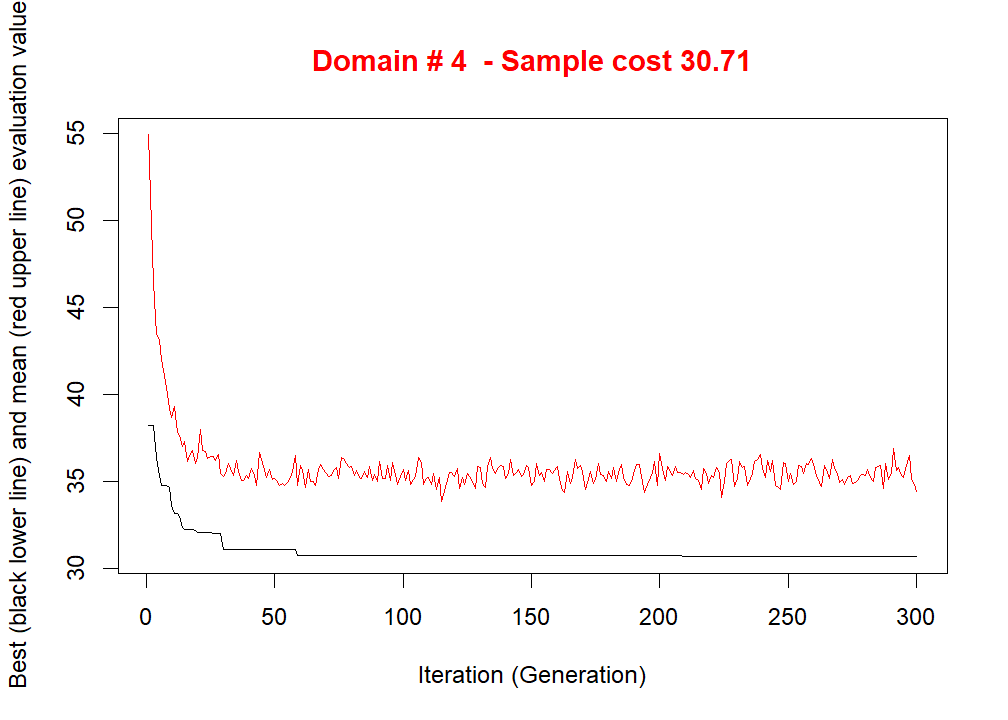 Domain # 4  - Sample cost 30.71
Best (black lower line) and mean (red upper line) evaluation value
55
50
45
40
35
30
0 50 100 150 200 250 300
Iteration (Generation)